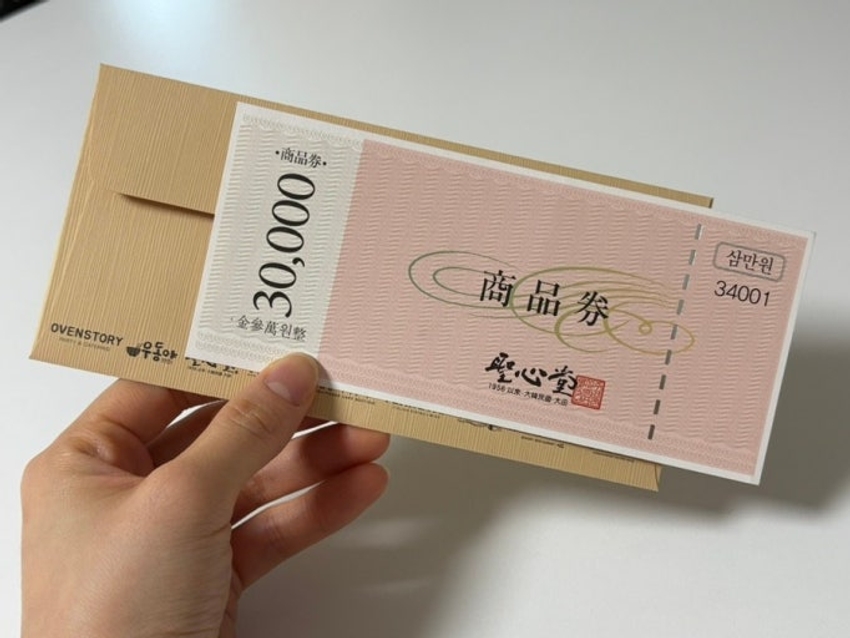 ·商品券·
30,000
金參萬원整
商品券
聖心堂
1956 以來·大韓民國·大田
삼만원
34001
OVENSTORY
우동야